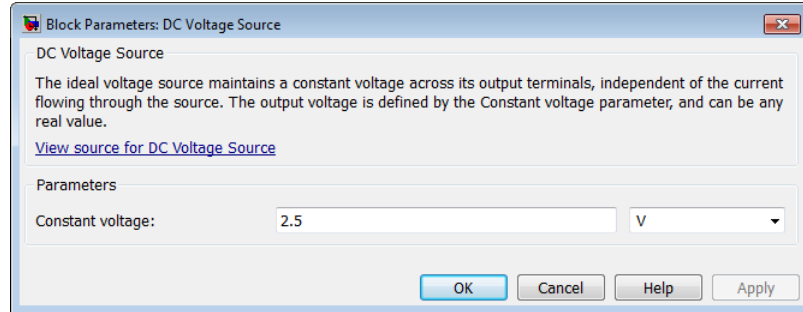 Block Parameters: DC Voltage Source
DC Voltage Source
The ideal voltage source maintains a constant voltage across its output terminals, independent of the current
flowing through the source. The output voltage is defined by the Constant voltage parameter, and can be any
real value.
View source for DC Voltage Source
Parameters
Constant voltage: 2.5 V
OK Cancel Help Apply